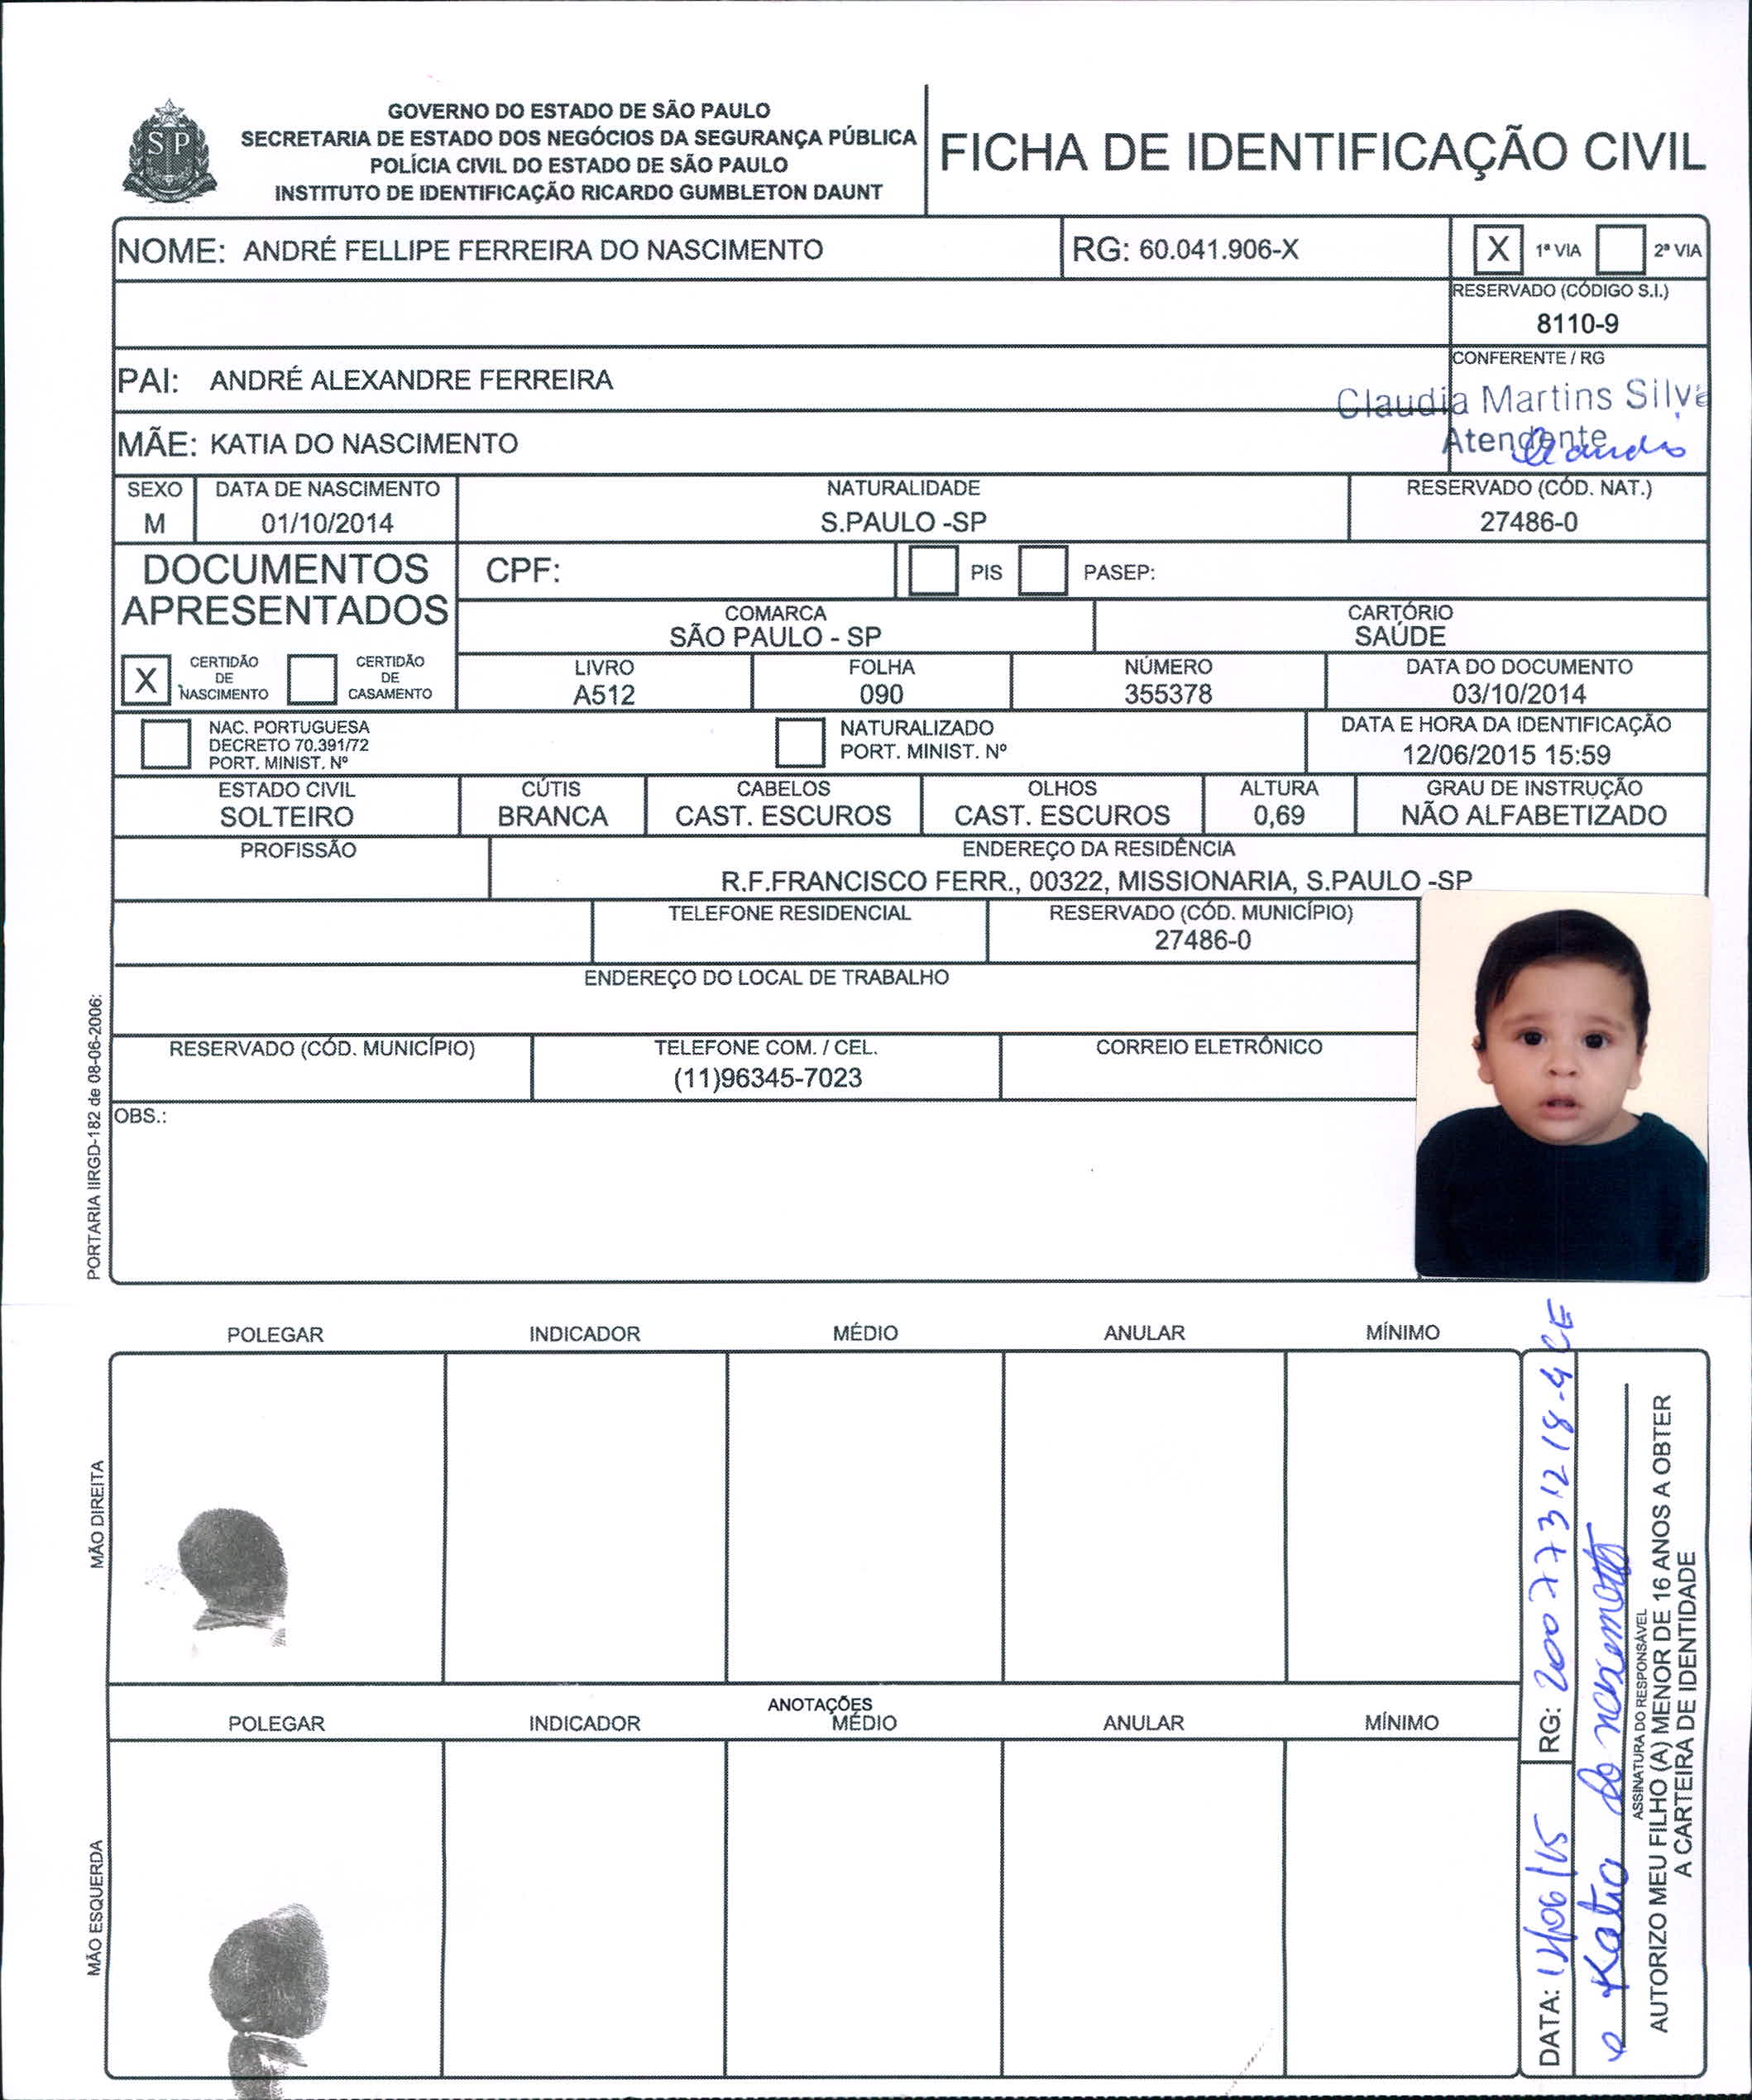 SP
GOVERNO DO ESTADO DE SÃO PAULO
SECRETARIA DE ESTADO DOS NEGÓCIOS DA SEGURANÇA PÚBLICA
POLÍCIA CIVIL DO ESTADO DE SÃO PAULO
INSTITUTO DE IDENTIFICAÇÃO RICARDO GUMBLETON DAUNT
FICHA DE IDENTIFICAÇÃO CIVIL
NOME: ANDRÉ FELLIPE FERREIRA DO NASCIMENTO RG: 60.041.906-X X 1ª VIA 2ª VIA
RESERVADO (CÓDIGO S.I.)
8110-9
CONFERENTE / RG
PAI: ANDRÉ ALEXANDRE FERREIRA
Claudia Martins Silva
Atendente
MÃE: KATIA DO NASCIMENTO
SEXO DATA DE NASCIMENTO NATURALIDADE RESERVADO (CÓD. NAT.)
M 01/10/2014 S.PAULO -SP 27486-0
DOCUMENTOS
APRESENTADOS
CPF: PIS PASEP:
COMARCA CARTÓRIO
SÃO PAULO - SP SAÚDE
X CERTIDÃO DE NASCIMENTO CERTIDÃO DE CASAMENTO
LIVRO FOLHA NÚMERO DATA DO DOCUMENTO
A512 090 355378 03/10/2014
NAC. PORTUGUESA
DECRETO 70.391/72
PORT. MINIST. Nº
NATURALIZADO
PORT. MINIST. Nº
DATA E HORA DA IDENTIFICAÇÃO
12/06/2015 15:59
ESTADO CIVIL CÚTIS CABELOS OLHOS ALTURA GRAU DE INSTRUÇÃO
SOLTEIRO BRANCA CAST. ESCUROS CAST. ESCUROS 0,69 NÃO ALFABETIZADO
PROFISSÃO ENDEREÇO DA RESIDÊNCIA
R.F.FRANCISCO FERR., 00322, MISSIONARIA, S.PAULO -SP
TELEFONE RESIDENCIAL RESERVADO (CÓD. MUNICÍPIO)
27486-0
ENDEREÇO DO LOCAL DE TRABALHO
RESERVADO (CÓD. MUNICÍPIO) TELEFONE COM. / CEL. CORREIO ELETRÔNICO
(11)96345-7023
OBS.:
PORTARIA IIRGD-182 de 08-06-2006:
POLEGAR INDICADOR MÉDIO ANULAR MÍNIMO
MÃO DIREITA
ANOTAÇÕES
POLEGAR INDICADOR MÉDIO ANULAR MÍNIMO
MÃO ESQUERDA
DATA: 12/06/15 RG:
Katia do nascimento
ASSINATURA DO RESPONSÁVEL
AUTORIZO MEU FILHO (A) MENOR DE 16 ANOS A OBTER
A CARTEIRA DE IDENTIDADE